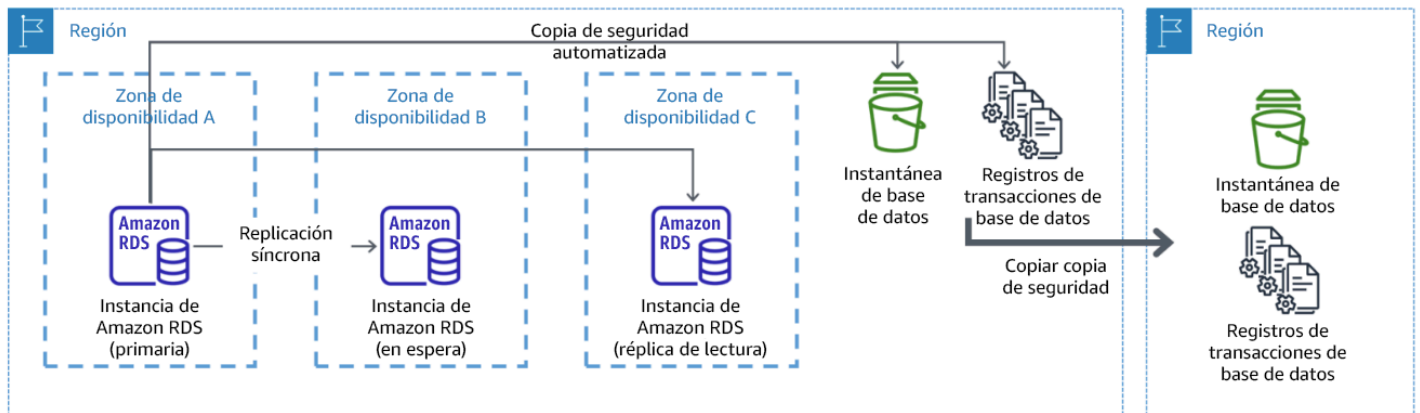 Región
Copia de seguridad
automatizada
Zona de
disponibilidad A
Zona de
disponibilidad B
Zona de
disponibilidad C
Amazon
RDS
Replicación
síncrona
Amazon
RDS
Amazon
RDS
Instancia de
Amazon RDS
(primaria)
Instancia de
Amazon RDS
(en espera)
Instancia de
Amazon RDS
(réplica de lectura)
Instantánea
de base
de datos
Registros de
transacciones de
base de datos
Copiar copia
de seguridad
Región
Instantánea de
base de datos
Registros de
transacciones de
base de datos